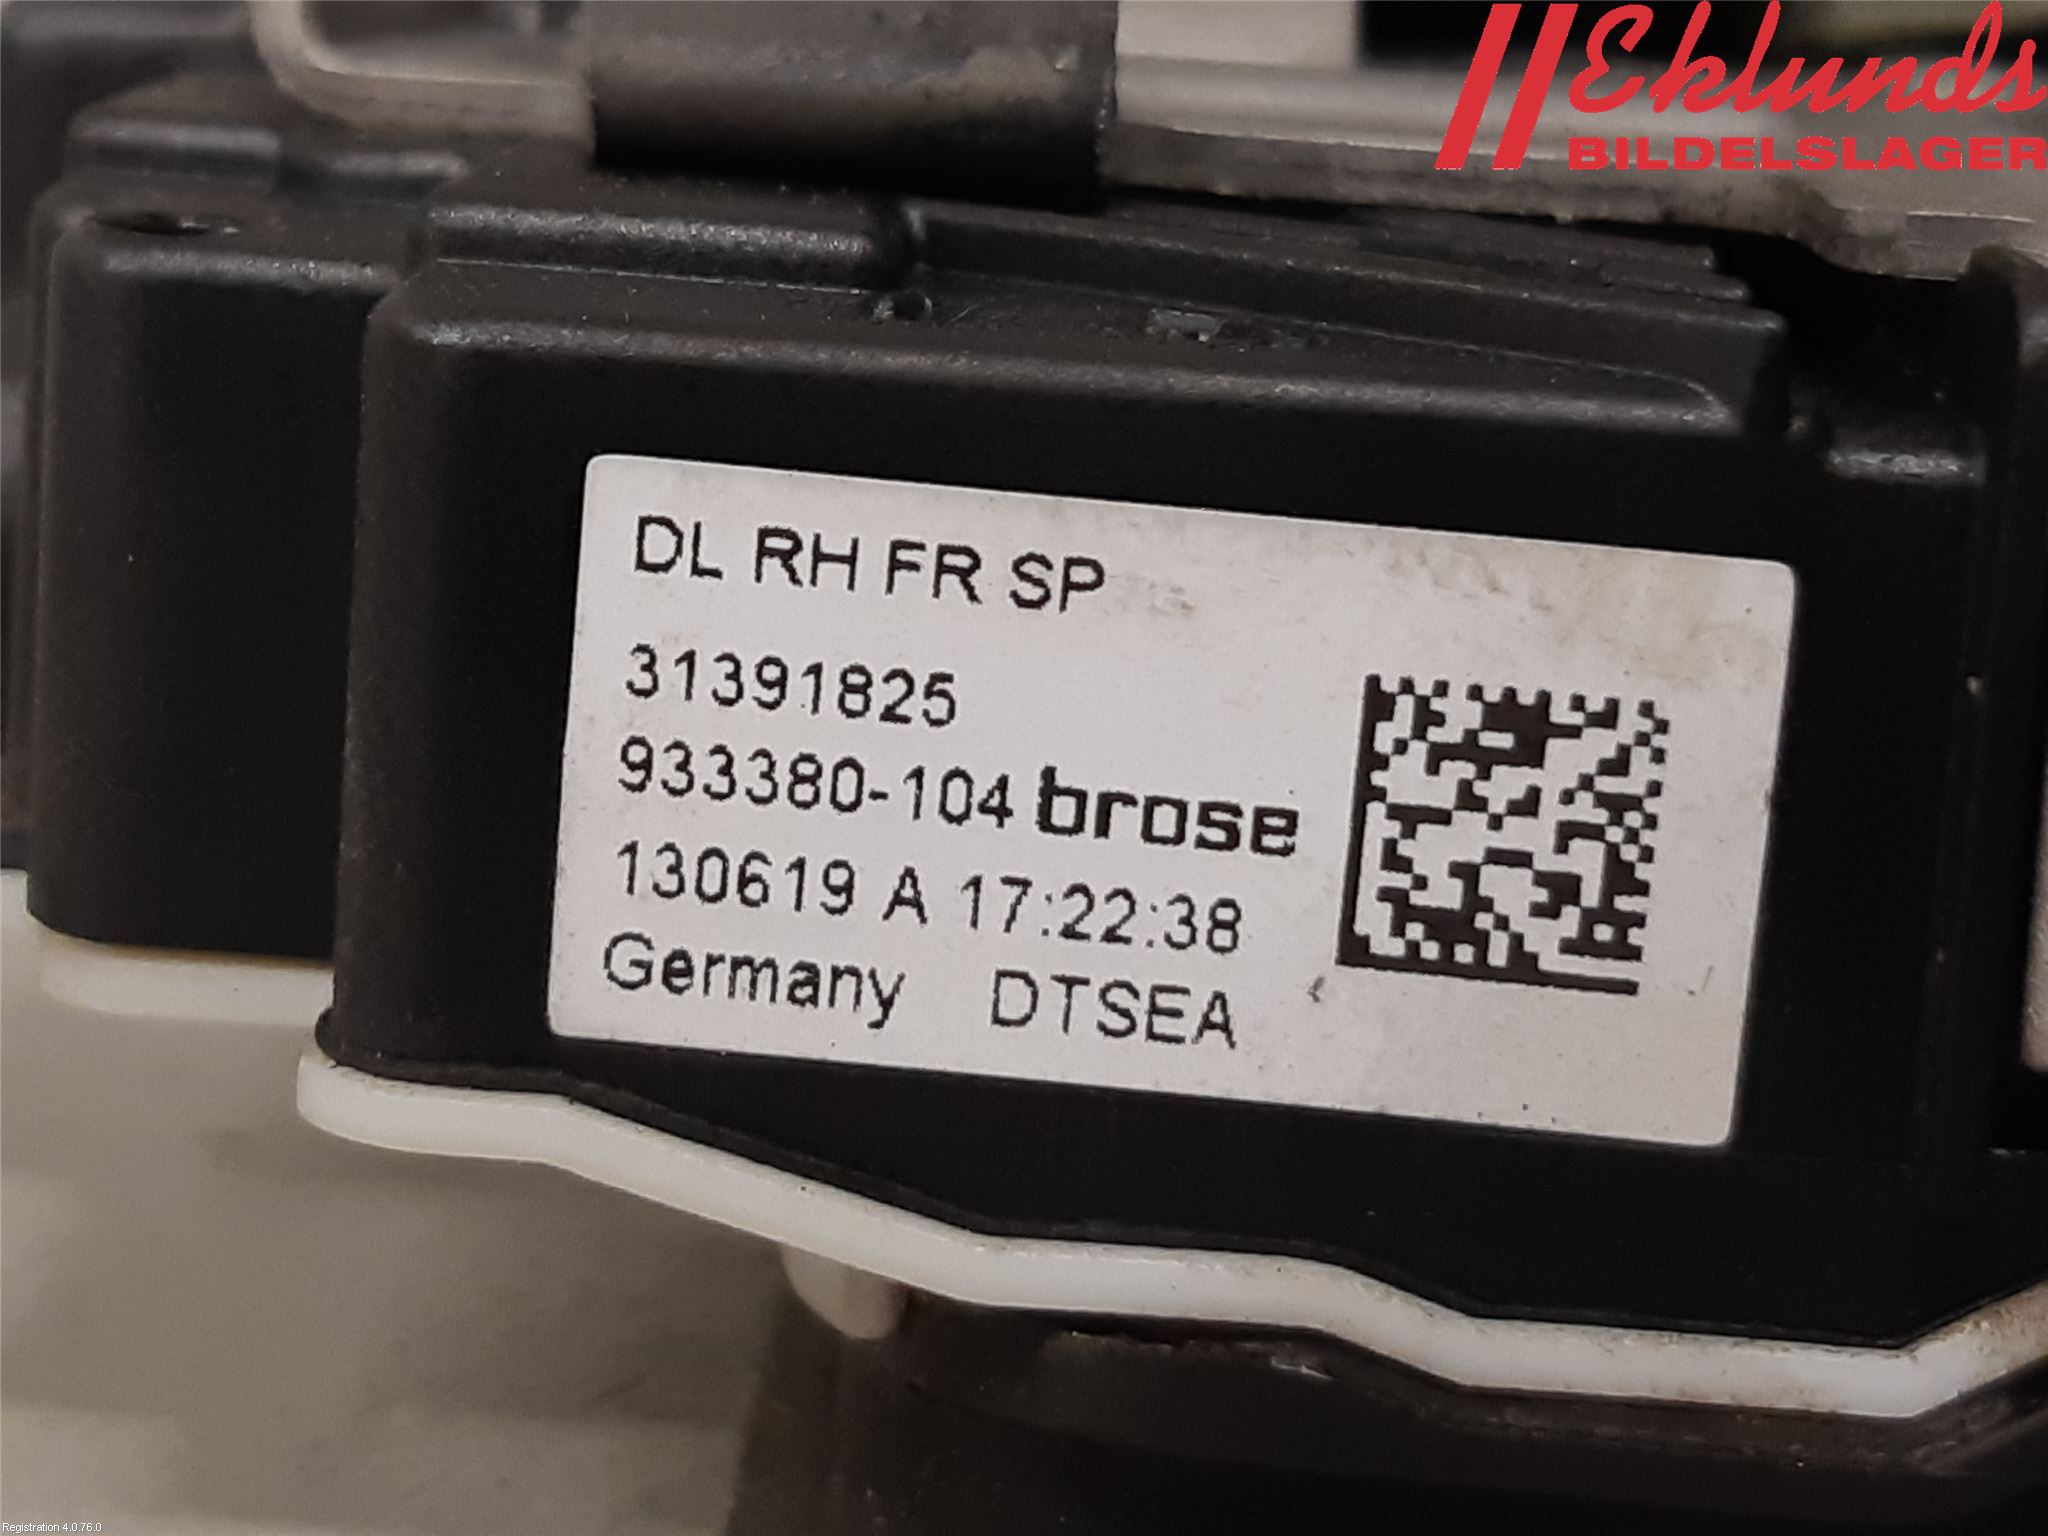 Eklunds
BILDELSLAGER
DL RH FR SP
31391825
933380-104 brose
130619 A 17:22:38
Germany DTSEA
Registration 4.0.76.0